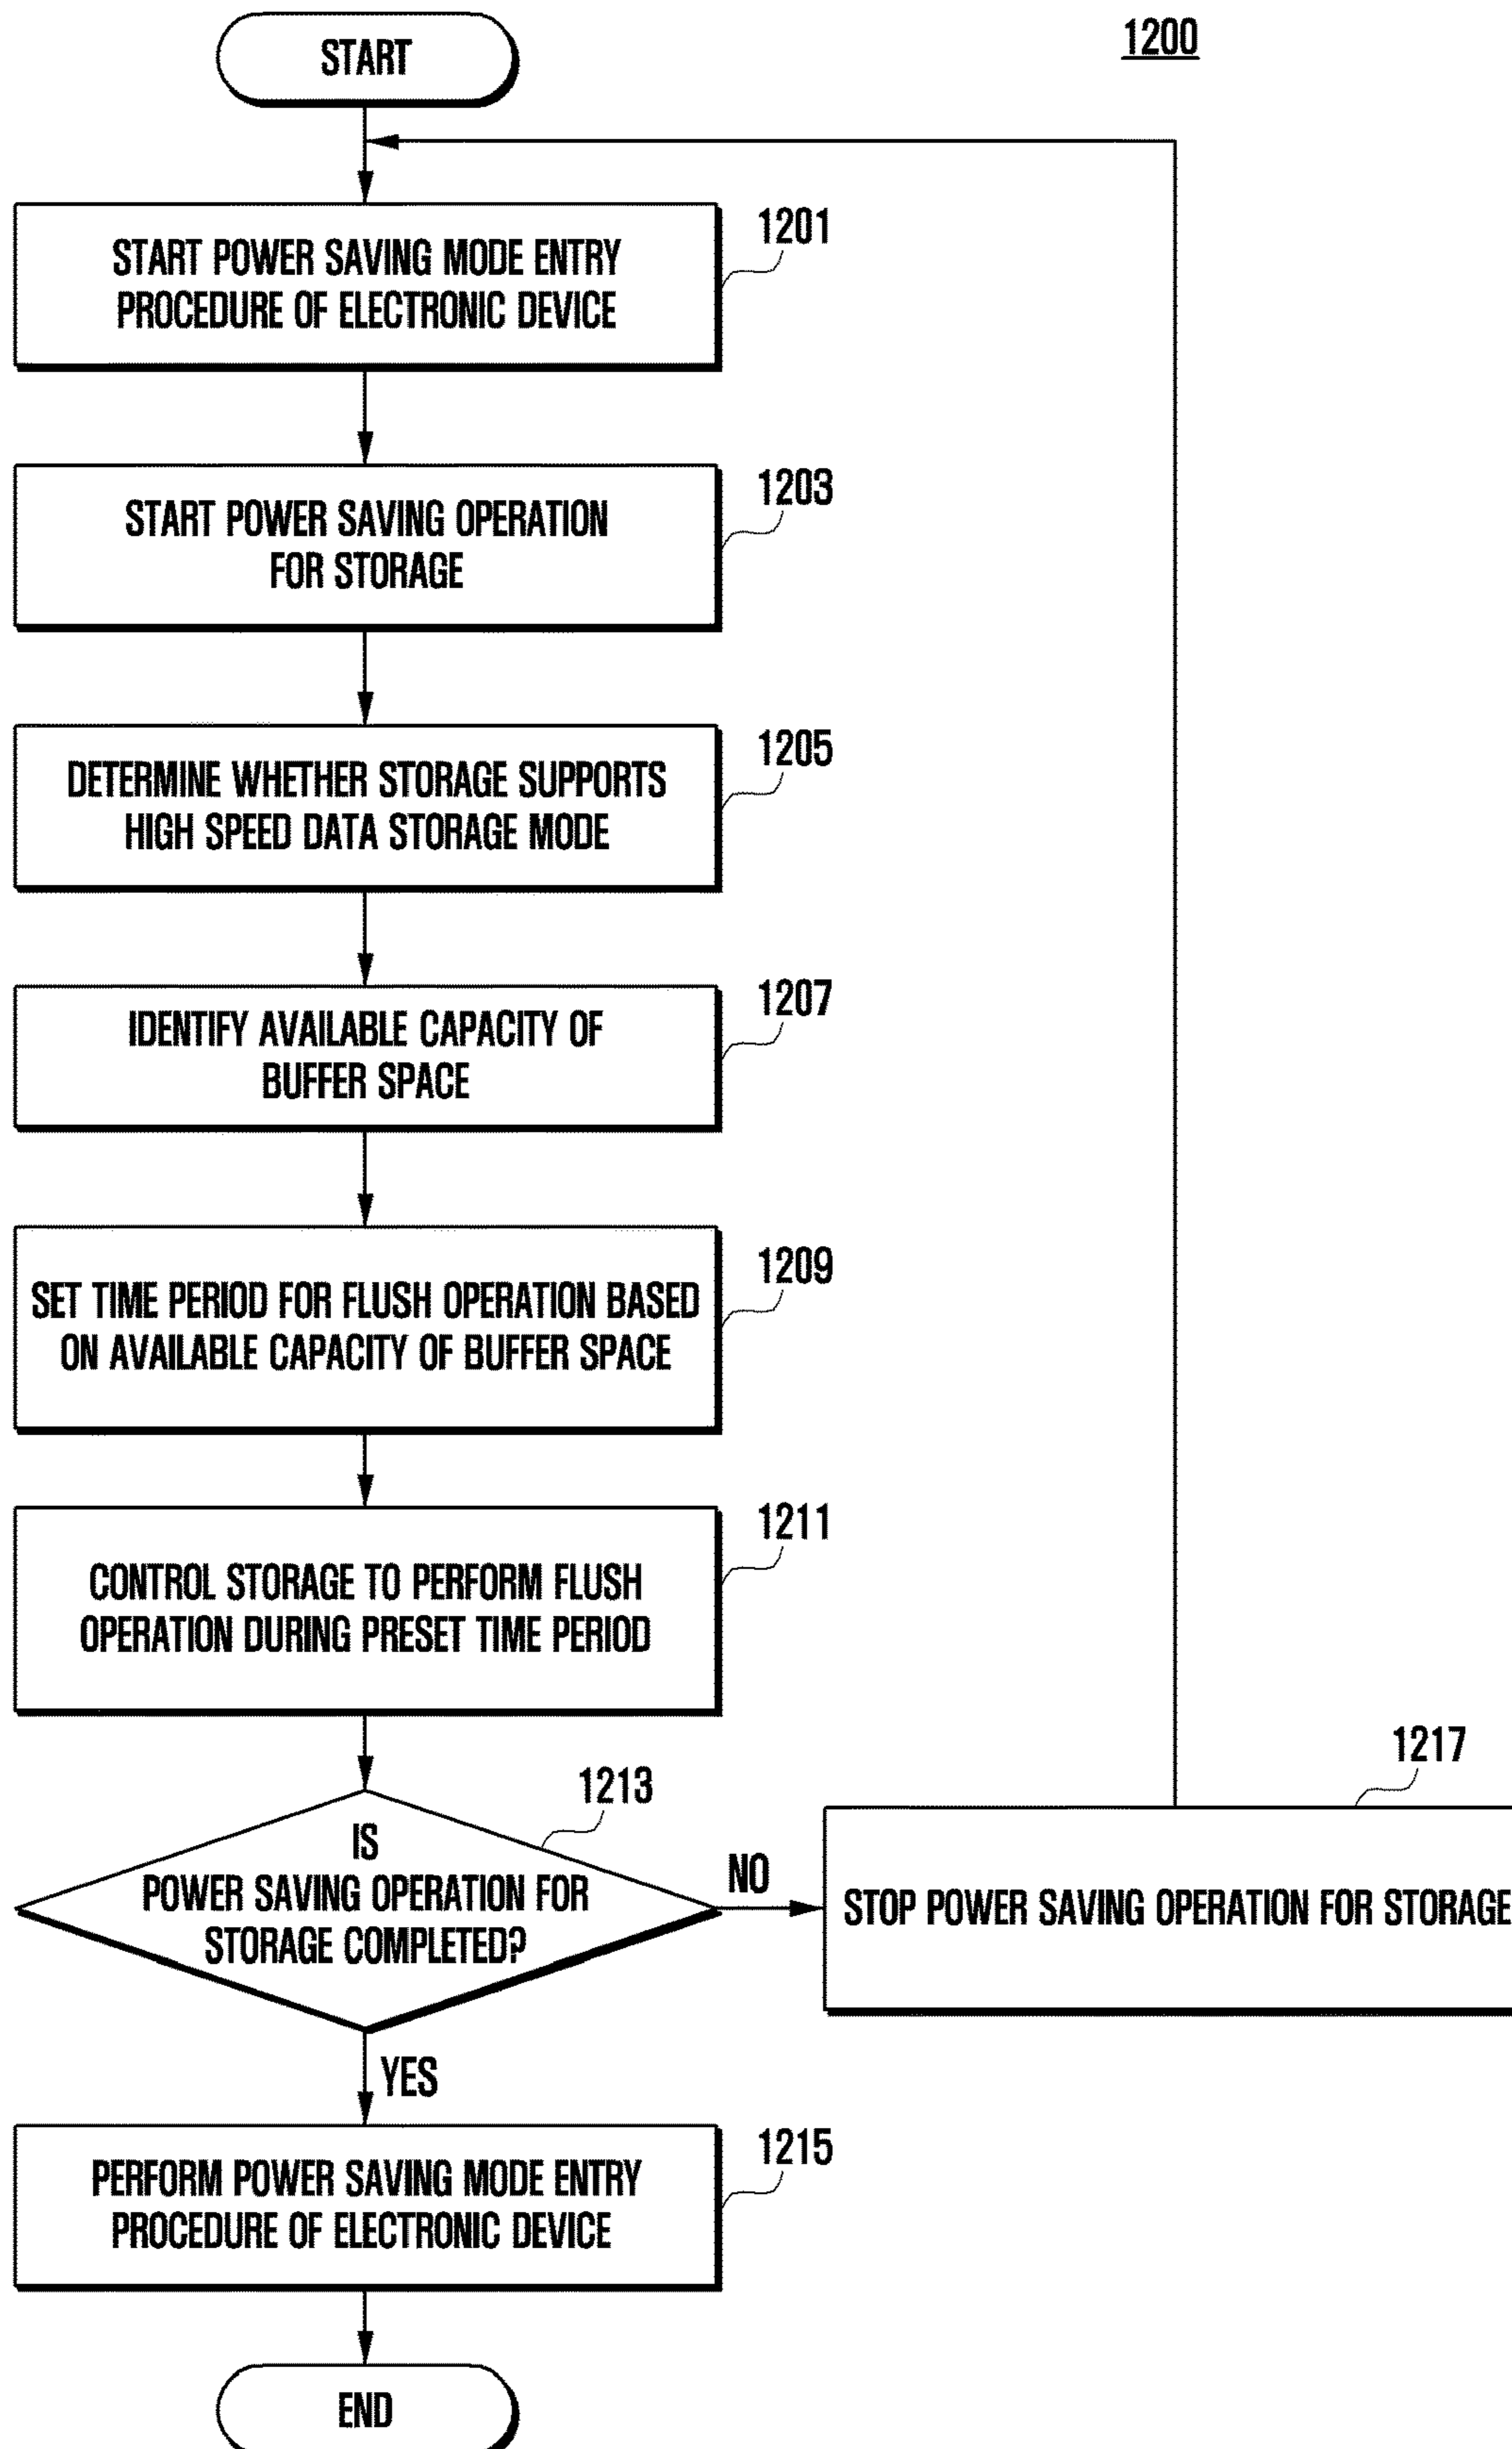 1200
START
START POWER SAVING MODE ENTRY
PROCEDURE OF ELECTRONIC DEVICE
1201
START POWER SAVING OPERATION
FOR STORAGE
1203
DETERMINE WHETHER STORAGE SUPPORTS
HIGH SPEED DATA STORAGE MODE
1205
IDENTIFY AVAILABLE CAPACITY OF
BUFFER SPACE
1207
SET TIME PERIOD FOR FLUSH OPERATION BASED
ON AVAILABLE CAPACITY OF BUFFER SPACE
1209
CONTROL STORAGE TO PERFORM FLUSH
OPERATION DURING PRESET TIME PERIOD
1211
IS
POWER SAVING OPERATION FOR
STORAGE COMPLETED?
1213
NO
STOP POWER SAVING OPERATION FOR STORAGE
1217
YES
PERFORM POWER SAVING MODE ENTRY
PROCEDURE OF ELECTRONIC DEVICE
1215
END